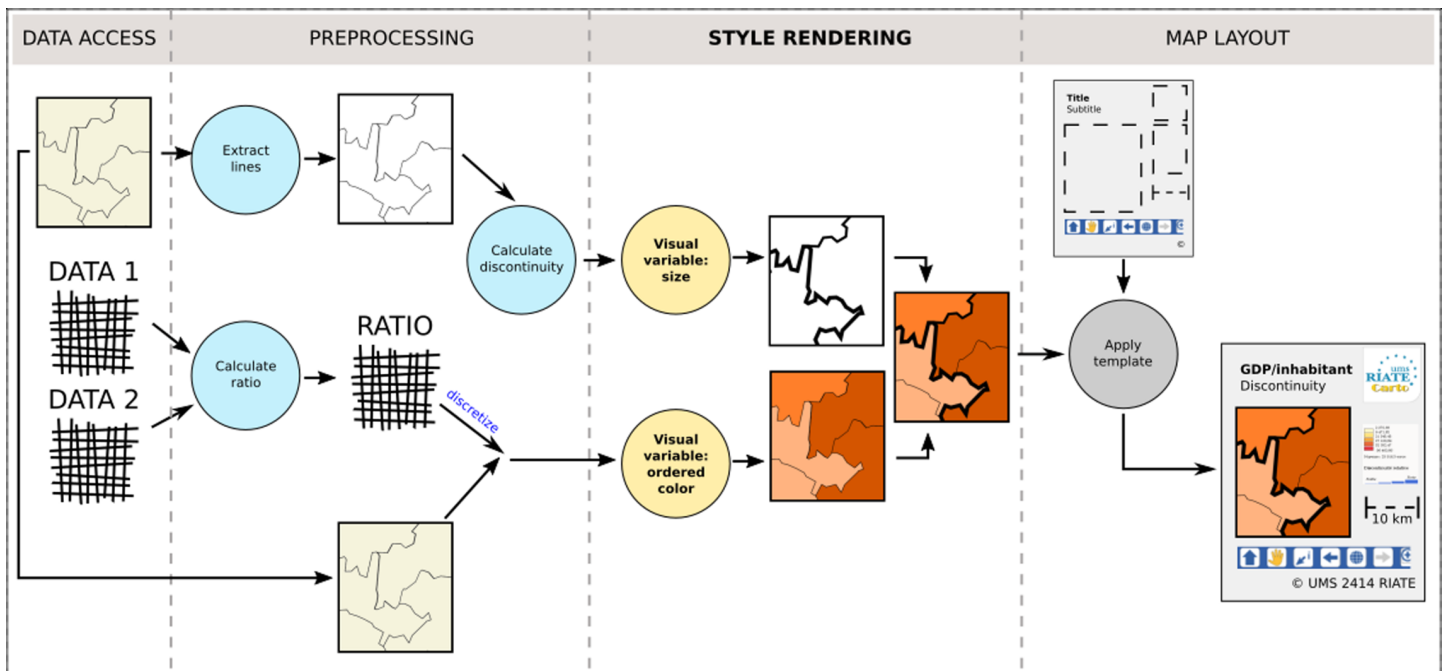 DATA ACCESS
PREPROCESSING
STYLE RENDERING
MAP LAYOUT
Title
Subtitle
©
Extract
lines
Calculate
discontinuity
Visual
variable:
size
DATA 1
DATA 2
Calculate
ratio
RATIO
discretize
Visual
variable:
ordered
color
Apply
template
GDP/inhabitant
Discontinuity
ums
RIATE
Carto
10 km
© UMS 2414 RIATE